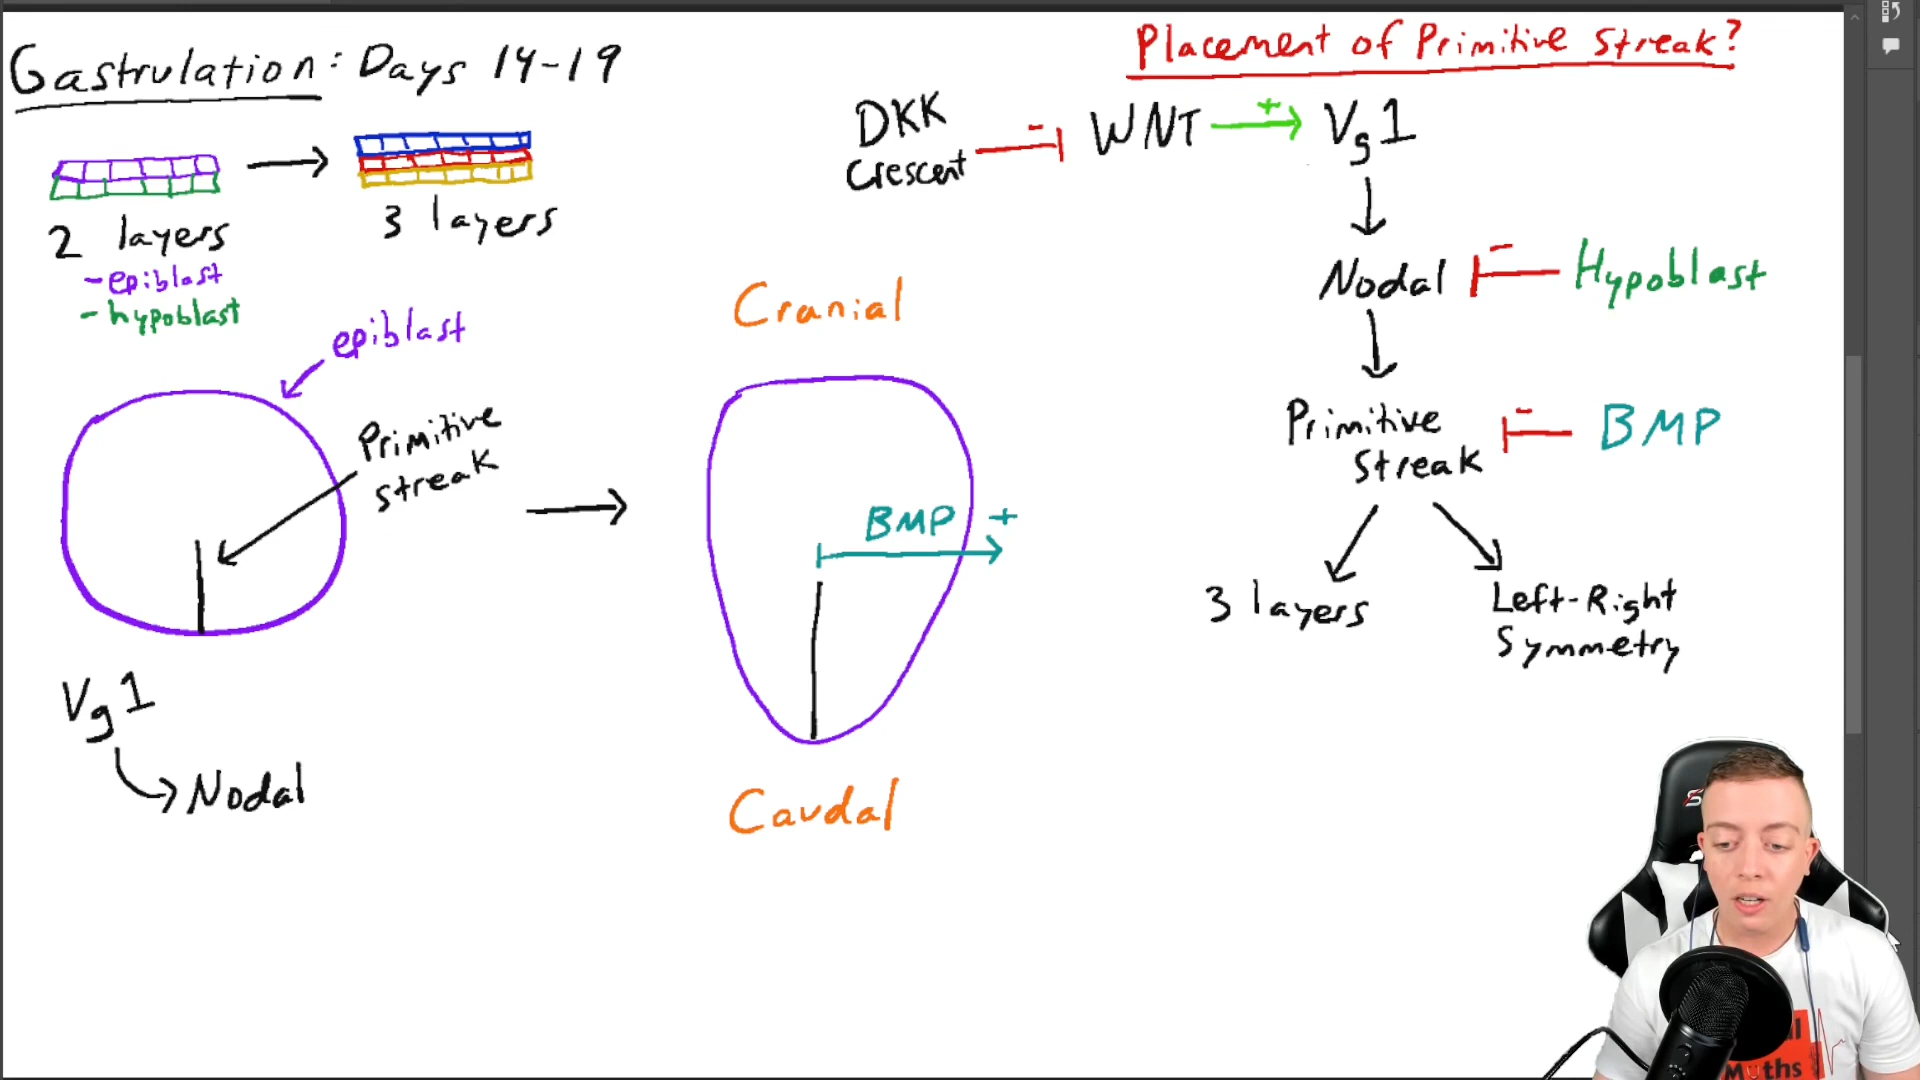 Gastrulation: Days 14-19
2 layers
- epiblast
- hypoblast
3 layers
epiblast
Primitive
streak
Vg1
Nodal
Cranial
BMP +
Caudal
Placement of Primitive Streak?
DKK
Crescent
-
WNT
+
Vg1
Nodal
-
Hypoblast
Primitive
Streak
-
BMP
3 layers
Left-Right
Symmetry